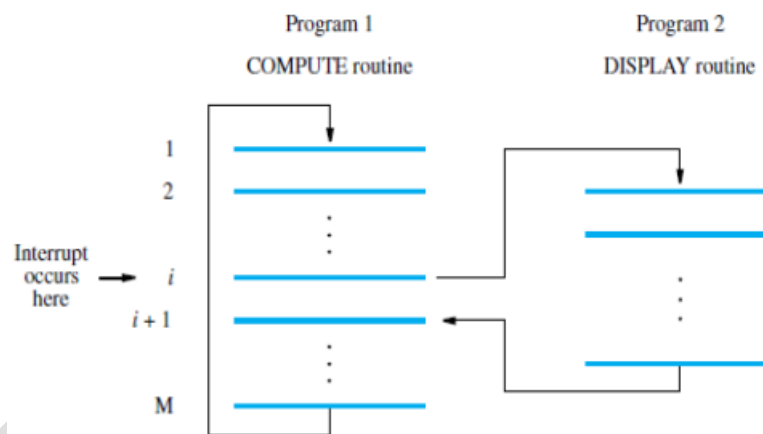 Program 1
COMPUTE routine
Program 2
DISPLAY routine
1
2
Interrupt
occurs
here
i
i + 1
M